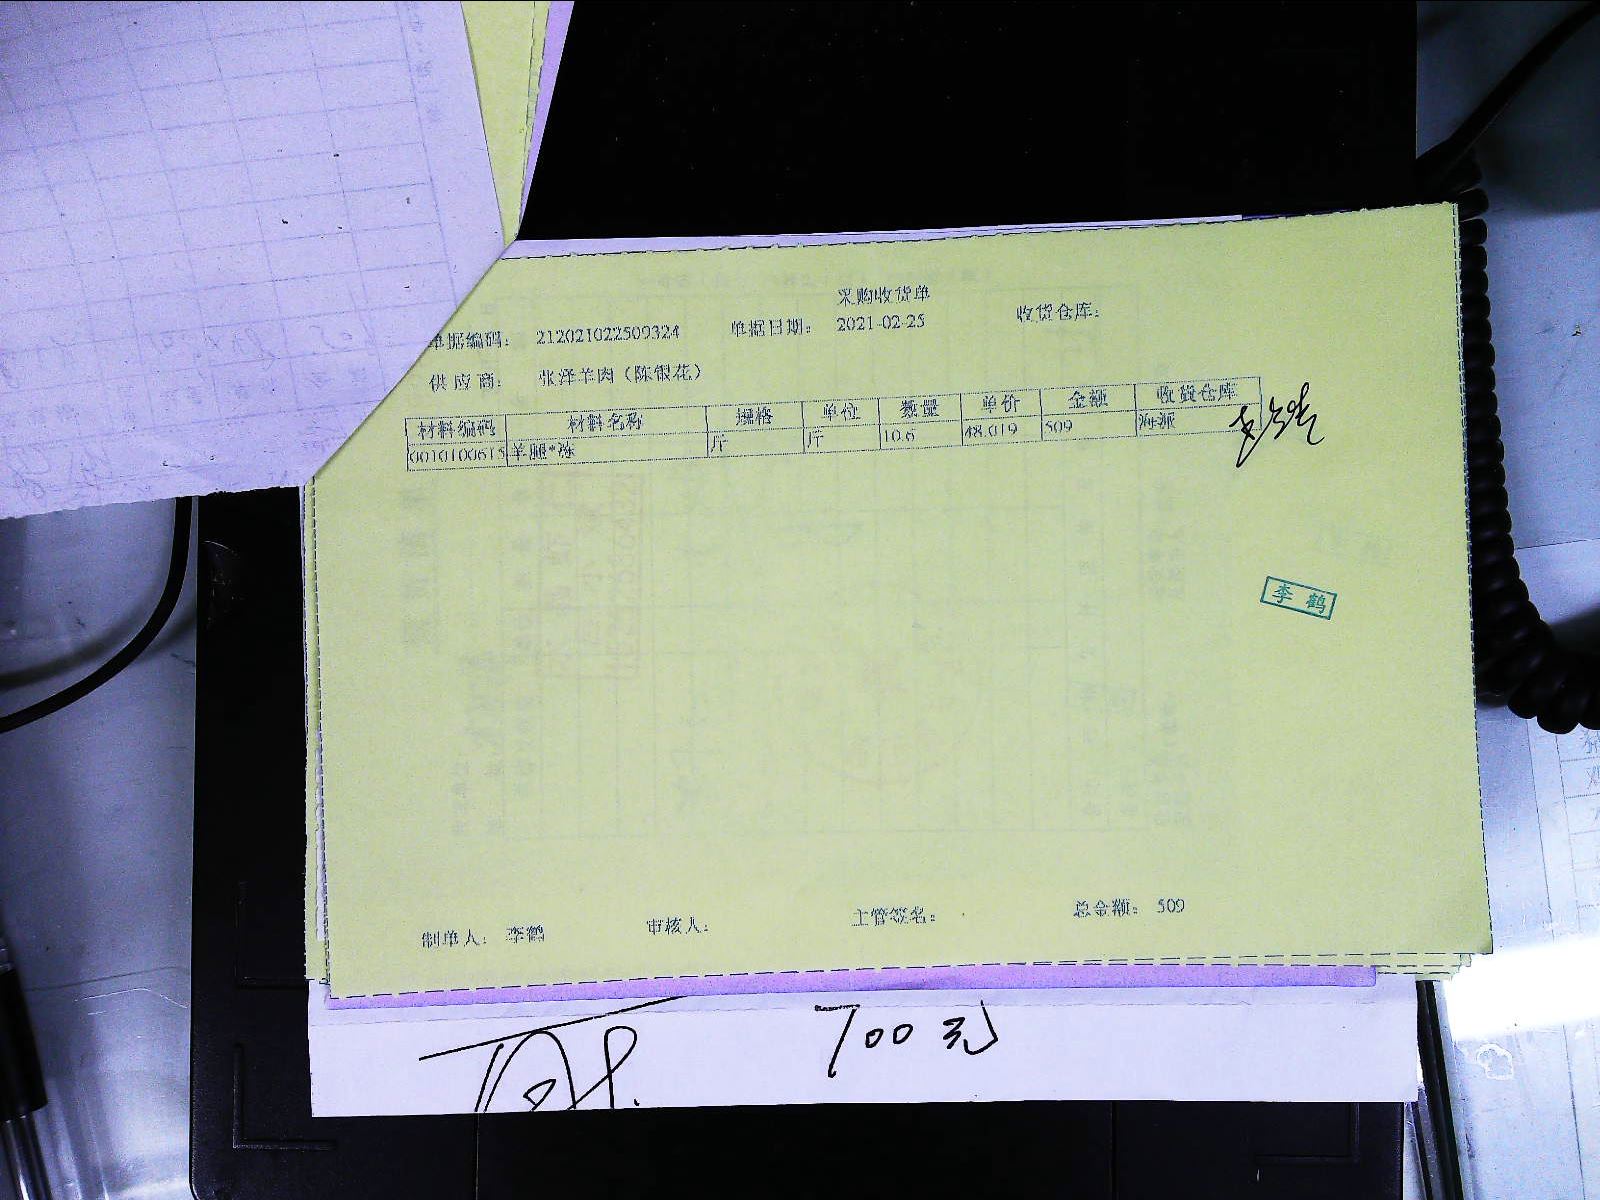 采购收货单
单据编码： 212021022509324 单据日期： 2021-02-25 收货仓库：
供应商： 张泽羊肉（陈银花）
材料编码 材料名称 规格 单位 数量 单价 金额 收货仓库
0010100615 羊腿*冻 斤 斤 10.6 48.019 509 海派
李鹤
制单人： 李鹤 审核人： 主管签名： 总金额： 509
700元